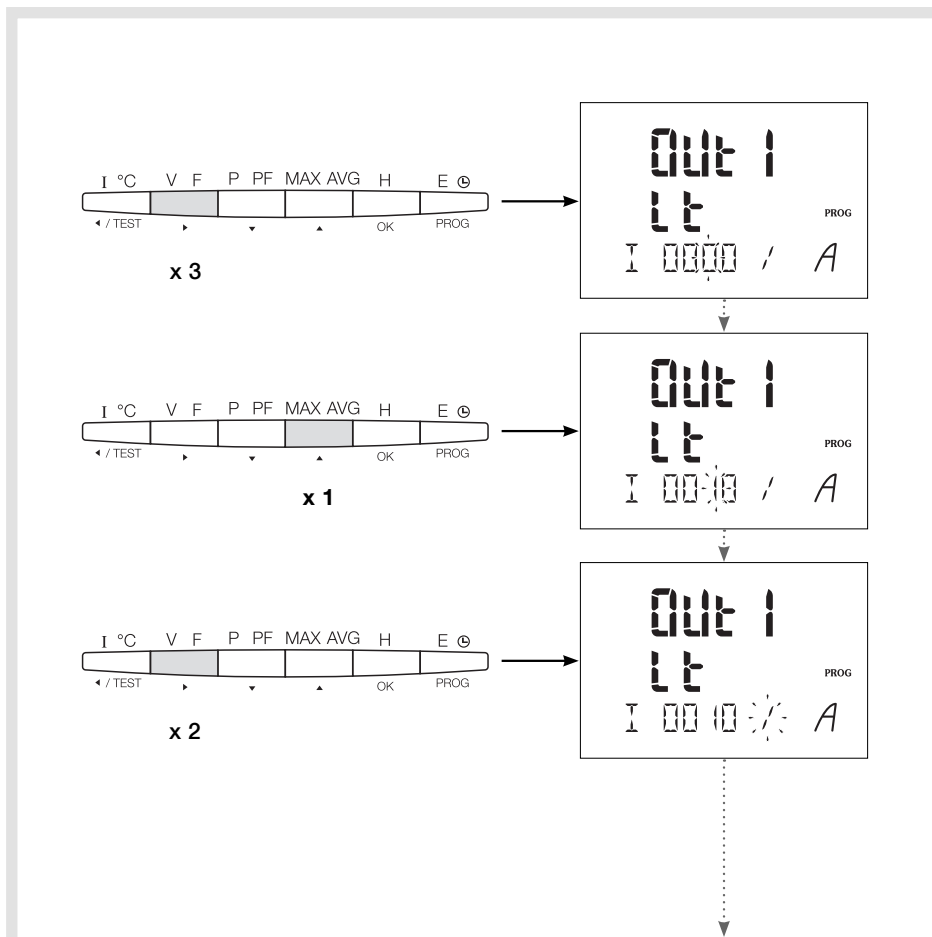 I °C V F P PF MAX AVG H E
◂ / TEST ▸ ▾ ▴ OK PROG
x 3
OUt 1
Lt
PROG
I 0000 / A
I °C V F P PF MAX AVG H E
◂ / TEST ▸ ▾ ▴ OK PROG
x 1
OUt 1
Lt
PROG
I 0010 / A
I °C V F P PF MAX AVG H E
◂ / TEST ▸ ▾ ▴ OK PROG
x 2
OUt 1
Lt
PROG
I 0010 / A